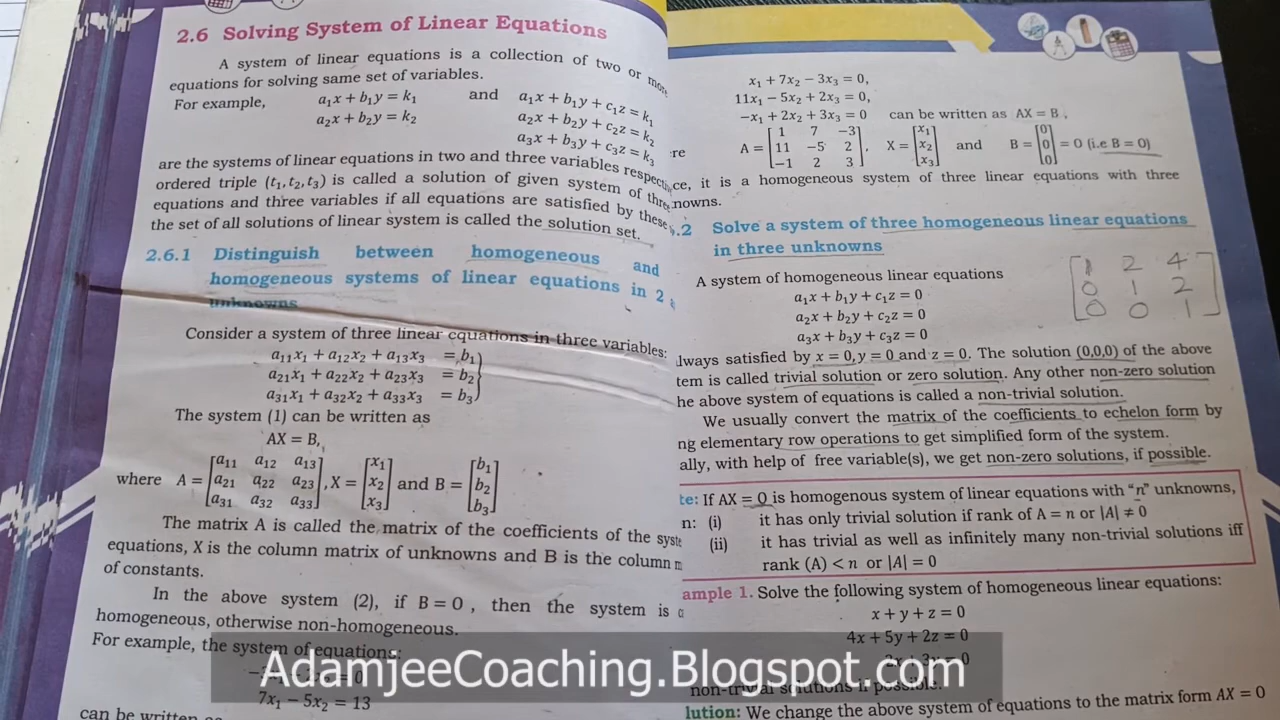 2.6 Solving System of Linear Equations
A system of linear equations is a collection of two or more
equations for solving same set of variables.
For example, a₁x + b₁y = k₁ and a₁x + b₁y + c₁z = k₁
a₂x + b₂y = k₂ a₂x + b₂y + c₂z = k₂
a₃x + b₃y + c₃z = k₃
are the systems of linear equations in two and three variables
ordered triple (t₁, t₂, t₃) is called a solution of given system of three
equations and three variables if all equations are satisfied by these
the set of all solutions of linear system is called the solution set.
2.6.1 Distinguish between homogeneous and
homogeneous systems of linear equations in 2
unknowns
Consider a system of three linear equations in three variables:
a₁₁x₁ + a₁₂x₂ + a₁₃x₃ = b₁
a₂₁x₁ + a₂₂x₂ + a₂₃x₃ = b₂
a₃₁x₁ + a₃₂x₂ + a₃₃x₃ = b₃
The system (1) can be written as
AX = B,
where A = [a₁₁ a₁₂ a₁₃; a₂₁ a₂₂ a₂₃; a₃₁ a₃₂ a₃₃], X = [x₁; x₂; x₃] and B = [b₁; b₂; b₃]
The matrix A is called the matrix of the coefficients of the syste
equations, X is the column matrix of unknowns and B is the column m
of constants.
In the above system (2), if B = O, then the system is
homogeneous, otherwise non-homogeneous.
For example, the system of equations:
7x₁ − 5x₂ = 13
can be written as
x₁ + 7x₂ − 3x₃ = 0,
11x₁ − 5x₂ + 2x₃ = 0,
−x₁ + 2x₂ + 3x₃ = 0 can be written as AX = B,
re A = [1 7 −3; 11 −5 2; −1 2 3], X = [x₁; x₂; x₃] and B = [0; 0; 0] = O (i.e B = 0)
ce, it is a homogeneous system of three linear equations with three
nowns.
.2 Solve a system of three homogeneous linear equations
in three unknowns
A system of homogeneous linear equations
a₁x + b₁y + c₁z = 0
a₂x + b₂y + c₂z = 0
a₃x + b₃y + c₃z = 0
1 2 4
0 1 2
0 0 1
lways satisfied by x = 0, y = 0 and z = 0. The solution (0,0,0) of the above
tem is called trivial solution or zero solution. Any other non-zero solution
he above system of equations is called a non-trivial solution.
We usually convert the matrix of the coefficients to echelon form by
ng elementary row operations to get simplified form of the system.
ally, with help of free variable(s), we get non-zero solutions, if possible.
te: If AX = O is homogenous system of linear equations with "n" unknowns,
n: (i) it has only trivial solution if rank of A = n or |A| ≠ 0
(ii) it has trivial as well as infinitely many non-trivial solutions iff
rank (A) < n or |A| = 0
ample 1. Solve the following system of homogeneous linear equations:
x + y + z = 0
4x + 5y + 2z = 0
non-trivial solutions if possible.
lution: We change the above system of equations to the matrix form AX = 0
AdamjeeCoaching.Blogspot.com